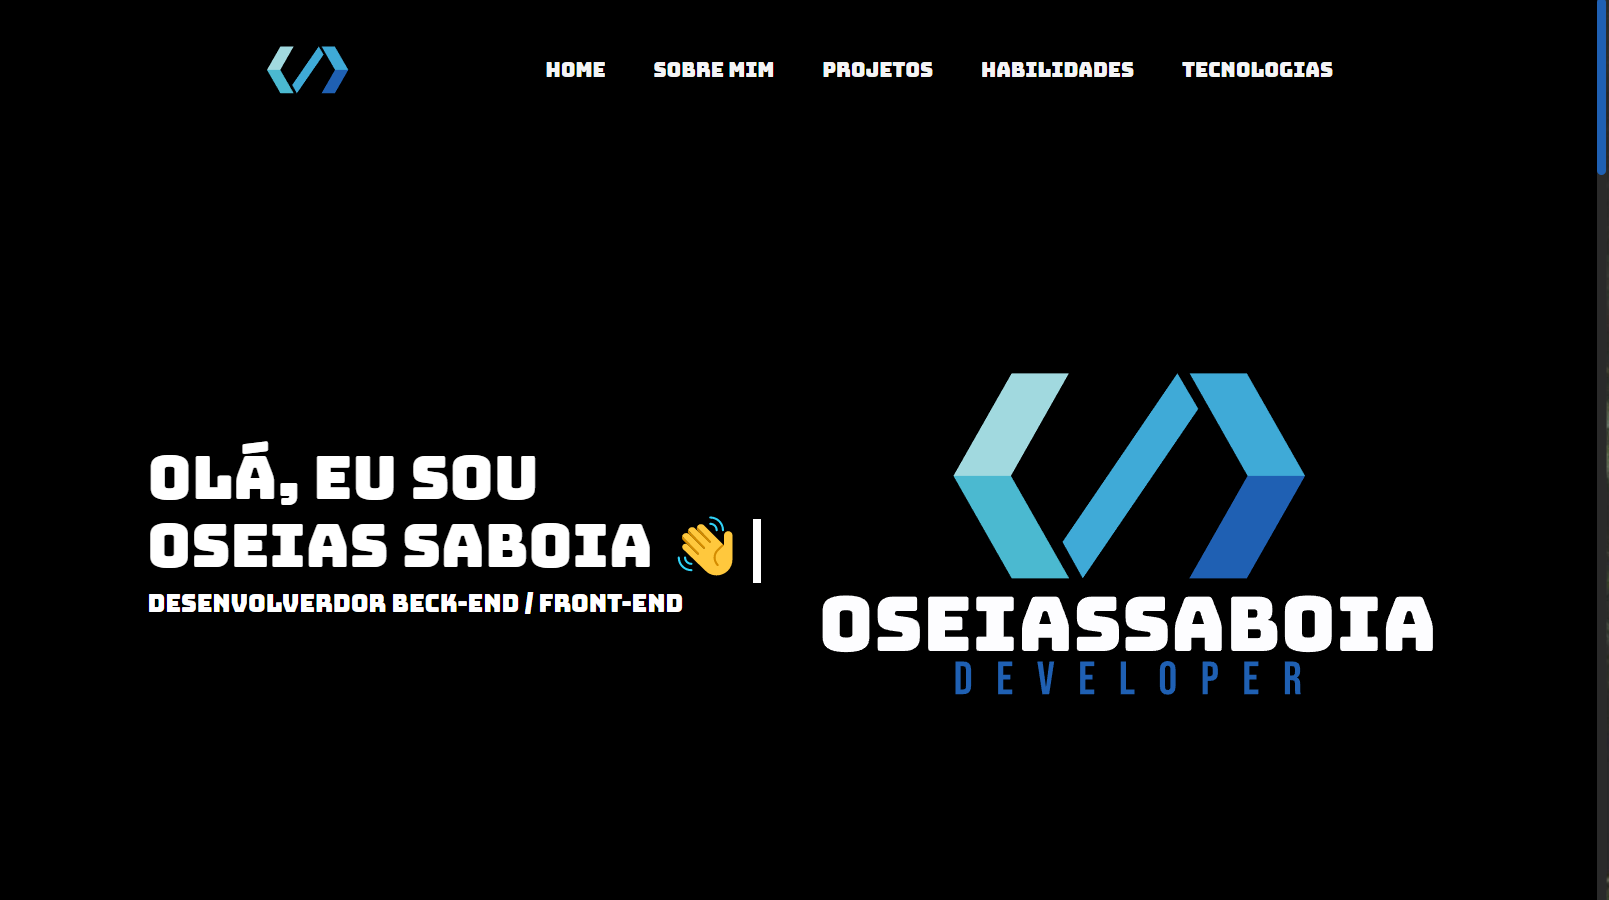 HOME SOBRE MIM PROJETOS HABILIDADES TECNOLOGIAS
OLÁ, EU SOU
OSEIAS SABOIA 👋|
DESENVOLVERDOR BECK-END / FRONT-END
OSEIASSABOIA
DEVELOPER